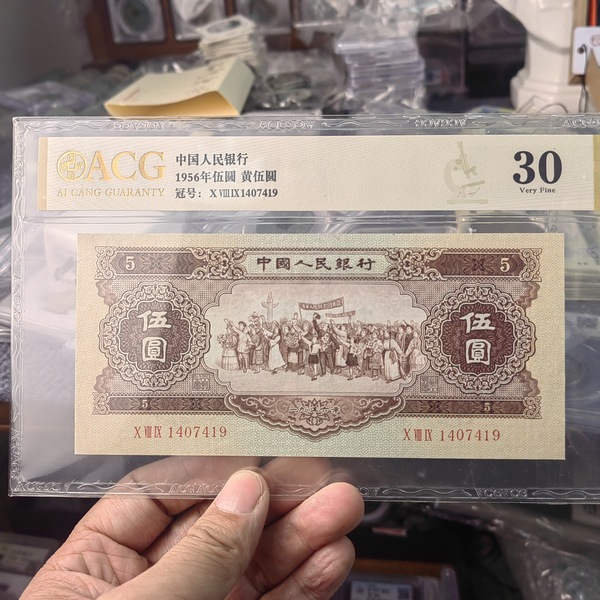 ACG
AI CANG GUARANTY
中国人民银行
1956年伍圆 黄伍圆
冠号： X VIII IX 1407419
30
Very Fine
5 中國人民銀行 5
伍圓
伍圓
5 5
X VIII IX 1407419
X VIII IX 1407419